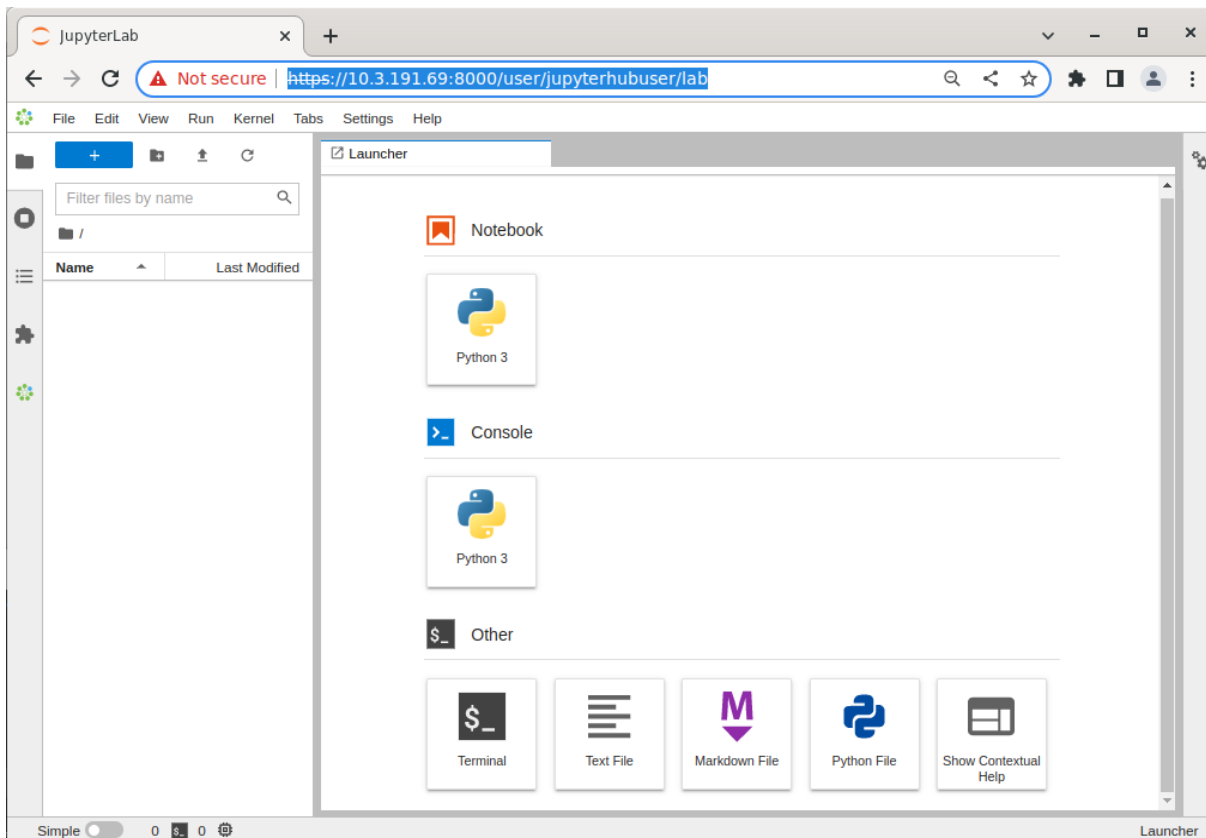 JupyterLab
Not secure https://10.3.191.69:8000/user/jupyterhubuser/lab
File Edit View Run Kernel Tabs Settings Help
Launcher
Filter files by name
/
Name Last Modified
Notebook
Python 3
Console
Python 3
$_ Other
$_
M
Terminal
Text File
Markdown File
Python File
Show Contextual
Help
Simple 0 $_ 0 Launcher